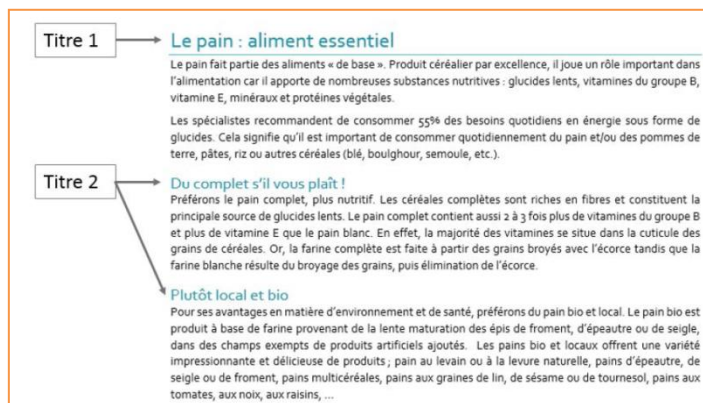 Titre 1
Le pain : aliment essentiel
Le pain fait partie des aliments « de base ». Produit céréalier par excellence, il joue un rôle important dans
l'alimentation car il apporte de nombreuses substances nutritives : glucides lents, vitamines du groupe B,
vitamine E, minéraux et protéines végétales.
Les spécialistes recommandent de consommer 55% des besoins quotidiens en énergie sous forme de
glucides. Cela signifie qu'il est important de consommer quotidiennement du pain et/ou des pommes de
terre, pâtes, riz ou autres céréales (blé, boulghour, semoule, etc.).
Titre 2
Du complet s'il vous plaît !
Préférons le pain complet, plus nutritif. Les céréales complètes sont riches en fibres et constituent la
principale source de glucides lents. Le pain complet contient aussi 2 à 3 fois plus de vitamines du groupe B
et plus de vitamine E que le pain blanc. En effet, la majorité des vitamines se situe dans la cuticule des
grains de céréales. Or, la farine complète est faite à partir des grains broyés avec l'écorce tandis que la
farine blanche résulte du broyage des grains, puis élimination de l'écorce.
Plutôt local et bio
Pour ses avantages en matière d'environnement et de santé, préférons du pain bio et local. Le pain bio est
produit à base de farine provenant de la lente maturation des épis de froment, d'épeautre ou de seigle,
dans des champs exempts de produits artificiels ajoutés. Les pains bio et locaux offrent une variété
impressionnante et délicieuse de produits ; pain au levain ou à la levure naturelle, pains d'épeautre, de
seigle ou de froment, pains multicéréales, pains aux graines de lin, de sésame ou de tournesol, pains aux
tomates, aux noix, aux raisins, ...